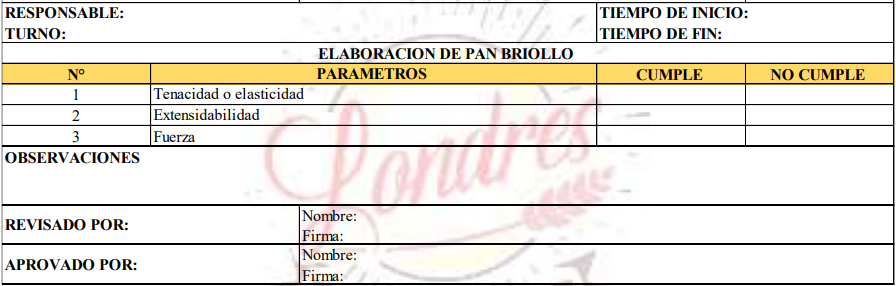 RESPONSABLE: TIEMPO DE INICIO:
TURNO: TIEMPO DE FIN:
ELABORACION DE PAN BRIOLLO
N° PARAMETROS CUMPLE NO CUMPLE
1 Tenacidad o elasticidad
2 Extensidabilidad
3 Fuerza
OBSERVACIONES
Londres
REVISADO POR: Nombre:
Firma:
APROVADO POR: Nombre:
Firma: